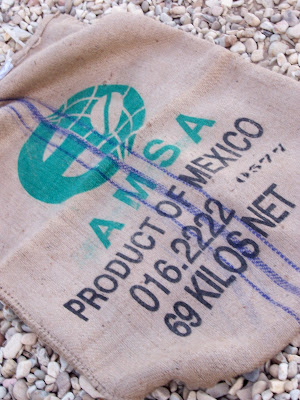 AMSA
PRODUCT OF MEXICO
016.2222 0577
69 KILOS NET